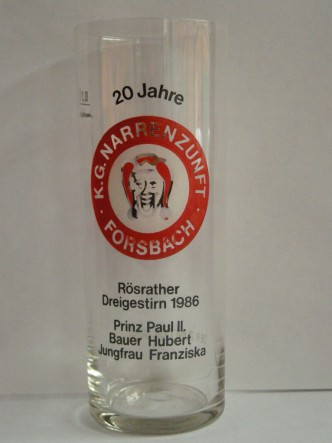 20 Jahre
K.G. NARRENZUNFT
· FORSBACH ·
Rösrather
Dreigestirn 1986
Prinz Paul II.
Bauer Hubert
Jungfrau Franziska